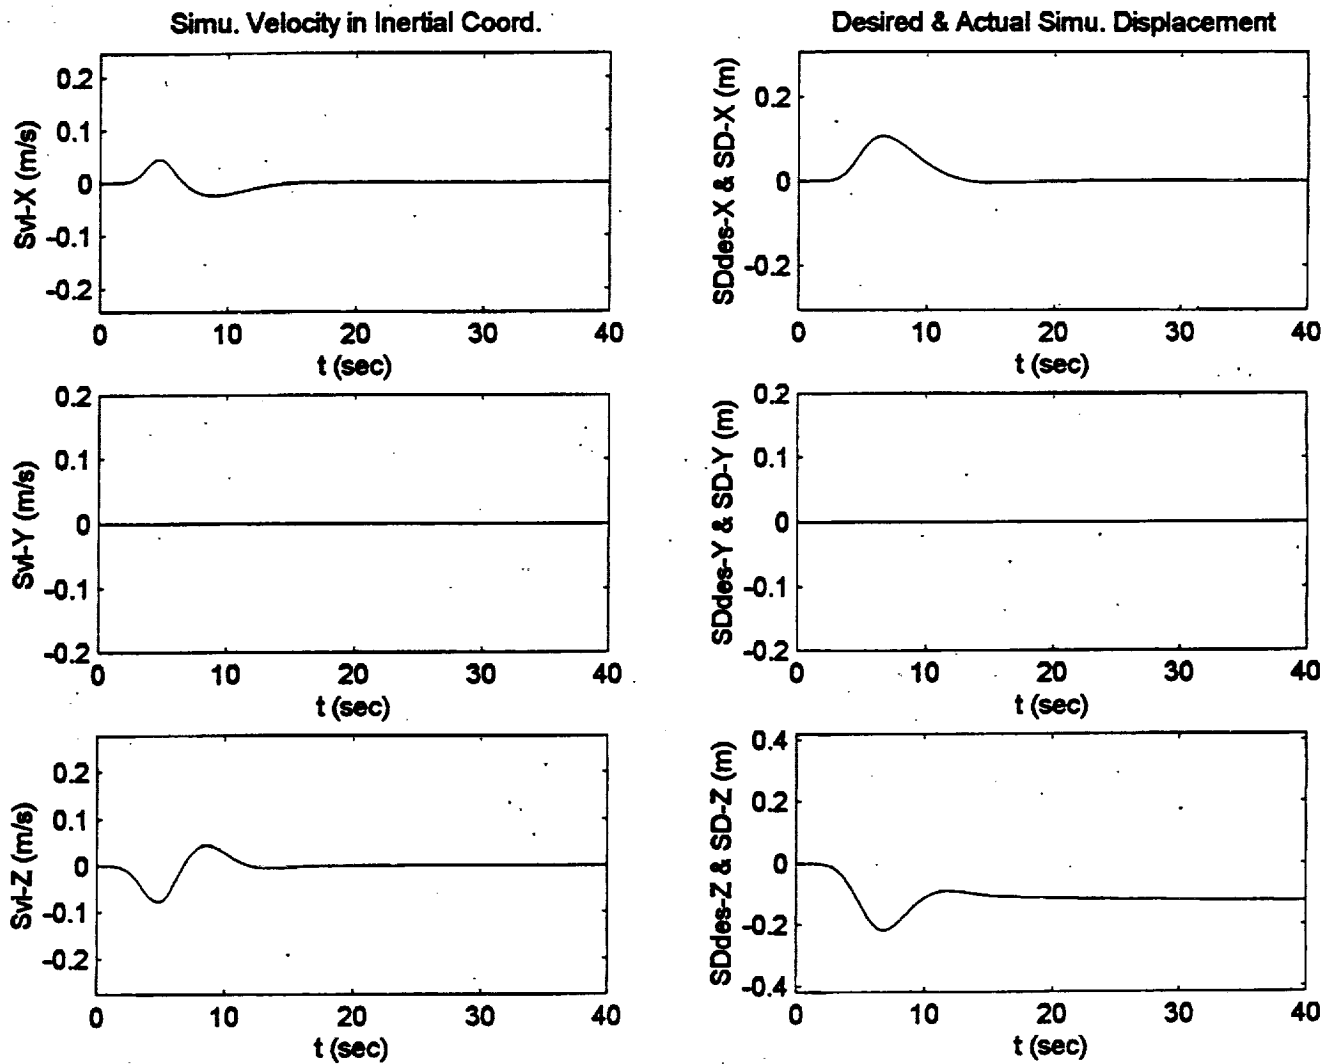 Simu. Velocity in Inertial Coord.
Desired & Actual Simu. Displacement
SvI-X (m/s)
0.2
0.1
0
-0.1
-0.2
0 10 20 30 40
t (sec)
SDdes-X & SD-X (m)
0.2
0
-0.2
0 10 20 30 40
t (sec)
SvI-Y (m/s)
0.2
0.1
0
-0.1
-0.2
0 10 20 30 40
t (sec)
SDdes-Y & SD-Y (m)
0.2
0.1
0
-0.1
-0.2
0 10 20 30 40
t (sec)
SvI-Z (m/s)
0.2
0.1
0
-0.1
-0.2
0 10 20 30 40
t (sec)
SDdes-Z & SD-Z (m)
0.4
0.2
0
-0.2
-0.4
0 10 20 30 40
t (sec)